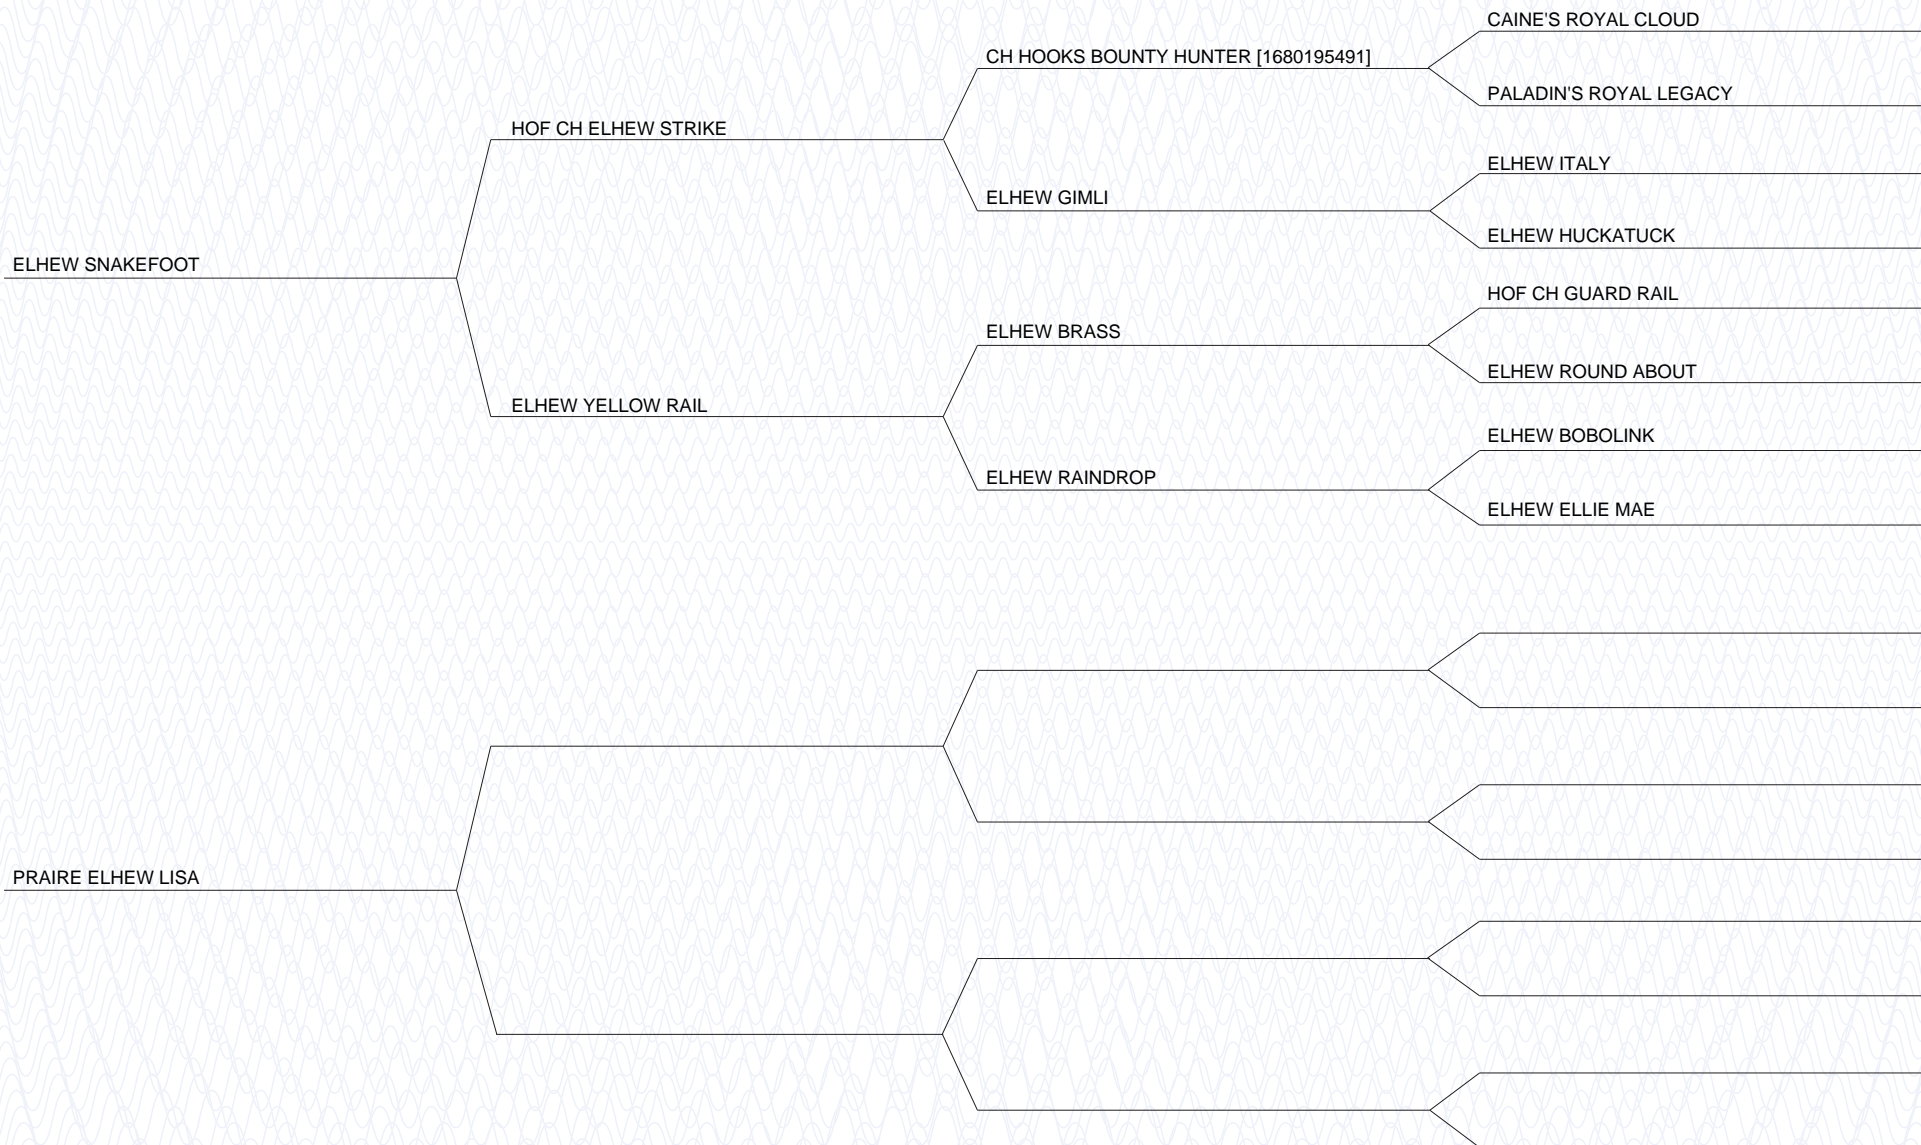 CAINE'S ROYAL CLOUD
CH HOOKS BOUNTY HUNTER [1680195491]
PALADIN'S ROYAL LEGACY
HOF CH ELHEW STRIKE
ELHEW ITALY
ELHEW GIMLI
ELHEW HUCKATUCK
ELHEW SNAKEFOOT
HOF CH GUARD RAIL
ELHEW BRASS
ELHEW ROUND ABOUT
ELHEW YELLOW RAIL
ELHEW BOBOLINK
ELHEW RAINDROP
ELHEW ELLIE MAE
PRAIRE ELHEW LISA